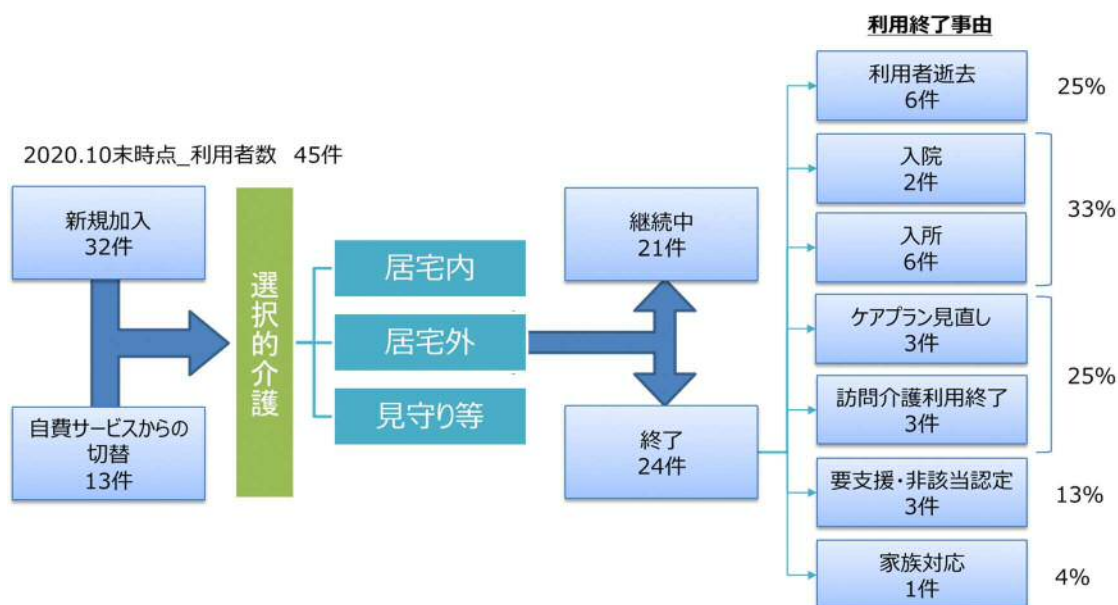 利用終了事由
利用者逝去
6件
25%
2020.10末時点_利用者数 45件
入院
2件
33%
新規加入
32件
継続中
21件
入所
6件
選択的介護
居宅内
居宅外
見守り等
ケアプラン見直し
3件
25%
訪問介護利用終了
3件
自費サービスからの
切替
13件
終了
24件
要支援・非該当認定
3件
13%
家族対応
1件
4%